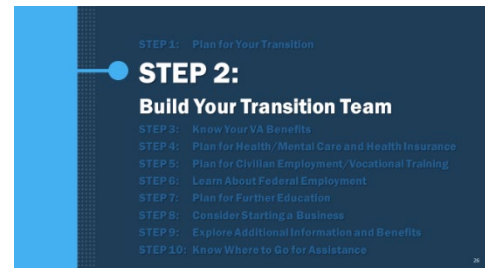 STEP 1: Plan for Your Transition
STEP 2:
Build Your Transition Team
STEP 3: Know Your VA Benefits
STEP 4: Plan for Health/Mental Care and Health Insurance
STEP 5: Plan for Civilian Employment/Vocational Training
STEP 6: Learn About Federal Employment
STEP 7: Plan for Further Education
STEP 8: Consider Starting a Business
STEP 9: Explore Additional Information and Benefits
STEP 10: Know Where to Go for Assistance
26